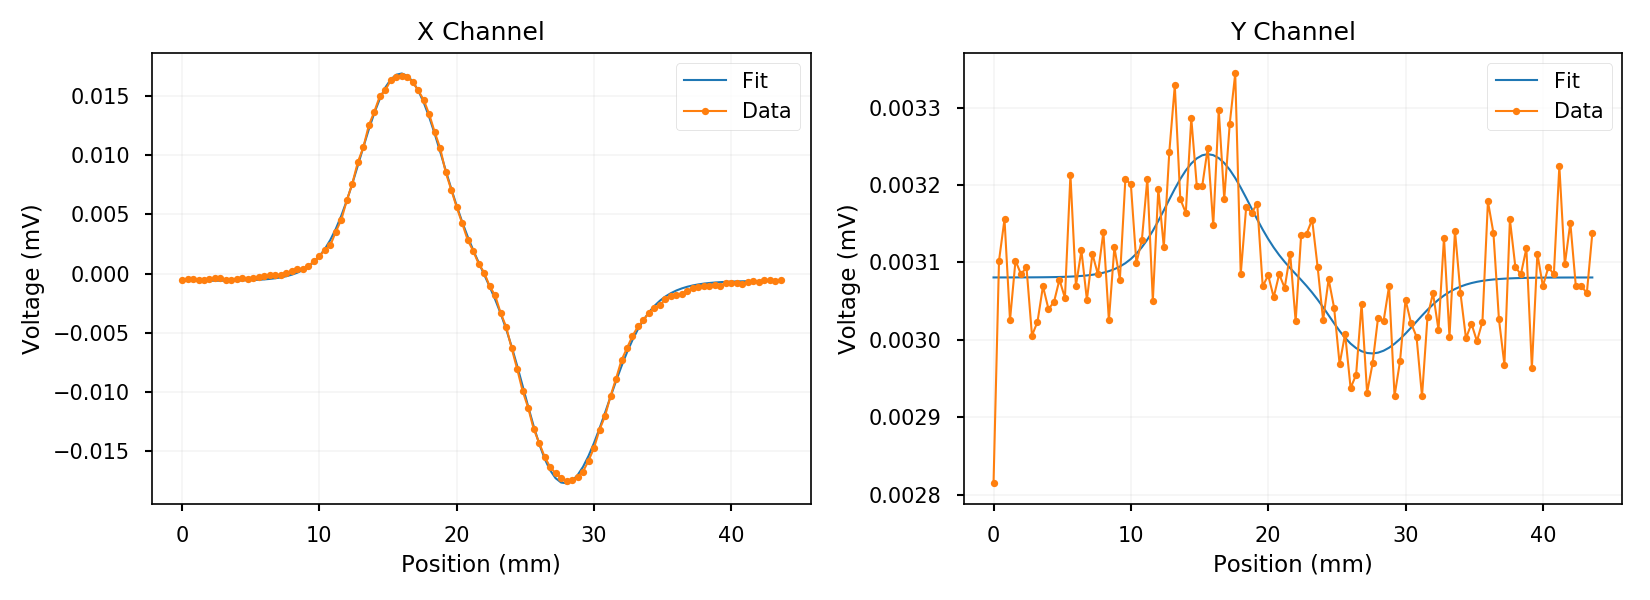 X Channel
Voltage (mV)
0.015
0.010
0.005
0.000
−0.005
−0.010
−0.015
Fit
Data
0
10
20
30
40
Position (mm)
Y Channel
Voltage (mV)
0.0033
0.0032
0.0031
0.0030
0.0029
0.0028
Fit
Data
0
10
20
30
40
Position (mm)